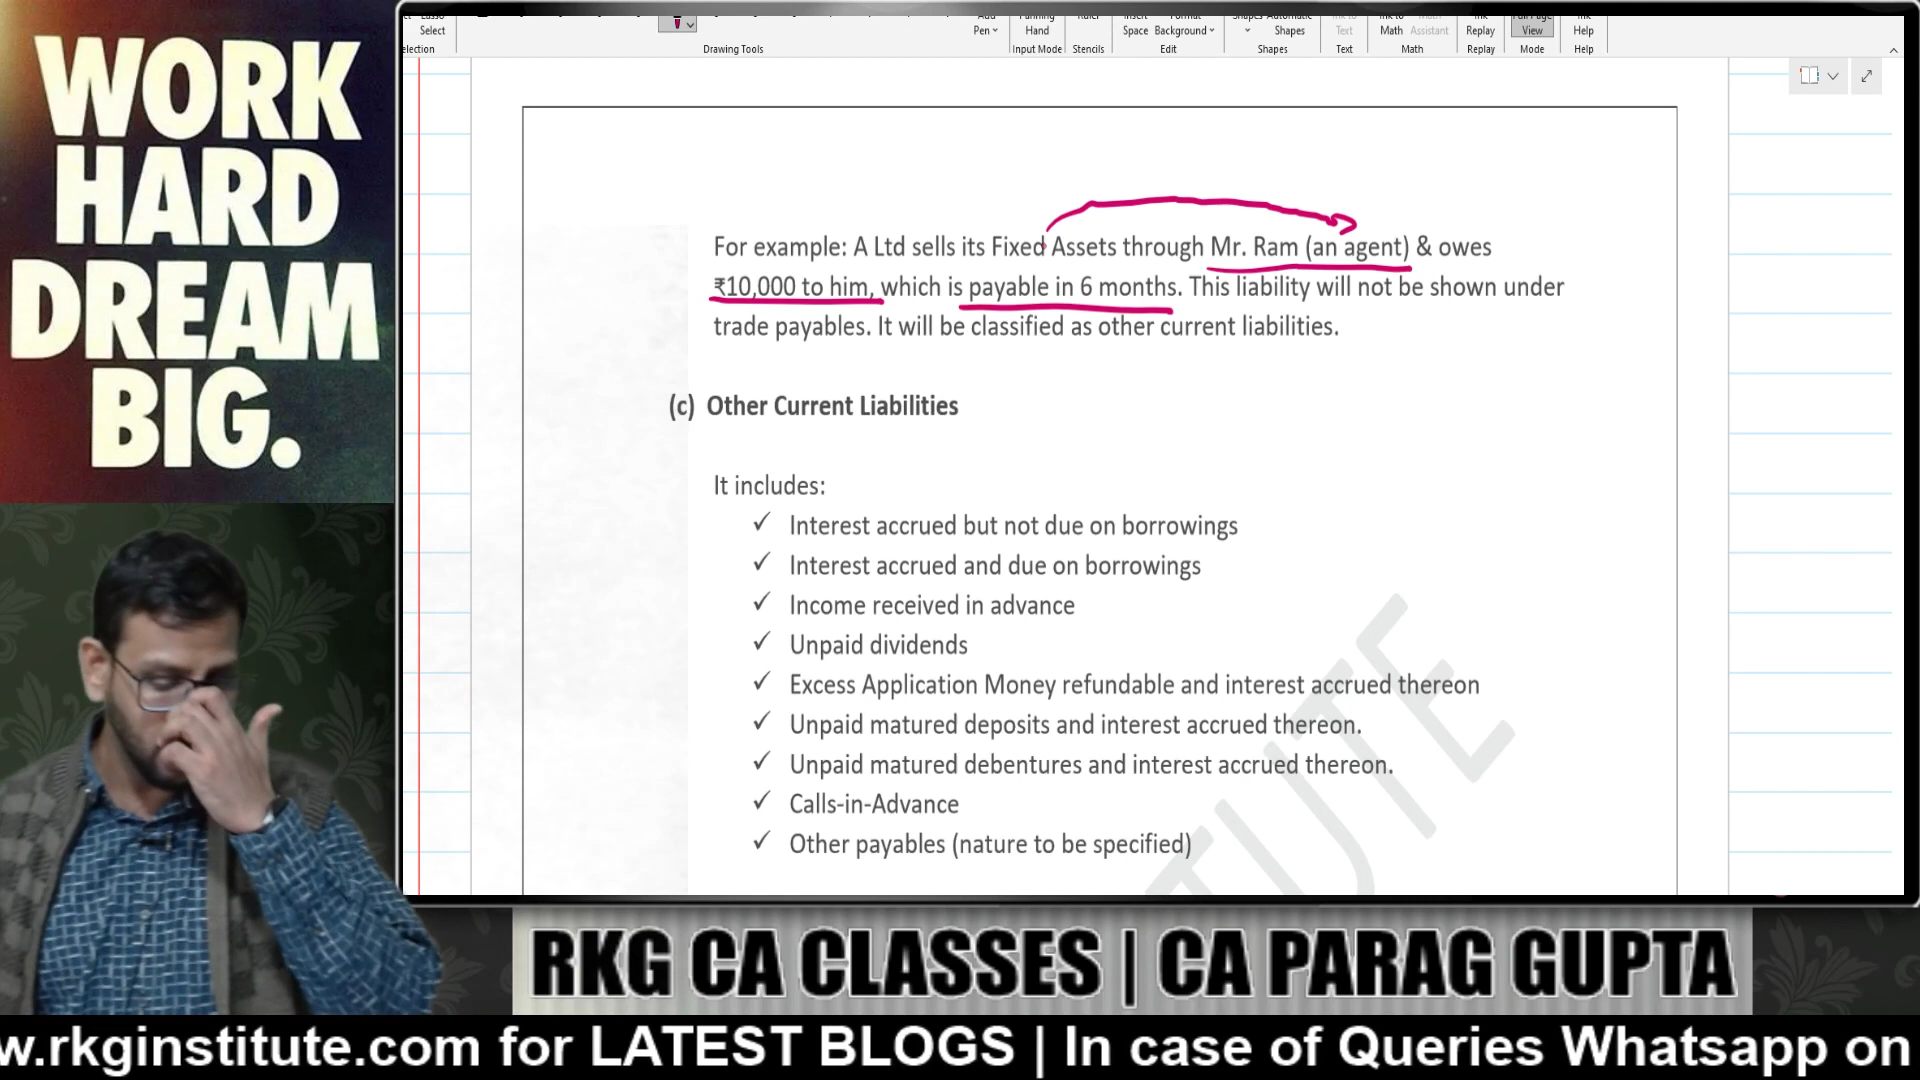 WORK
HARD
DREAM
BIG.
Select
Drawing Tools
Pen
Hand
Input Mode
Stencils
Space
Background
Edit
Shapes
Automatic
Shapes
Shapes
Text
Text
Math
Assistant
Math
Replay
Replay
View
Mode
Help
Help
For example: A Ltd sells its Fixed Assets through Mr. Ram (an agent) & owes
₹10,000 to him, which is payable in 6 months. This liability will not be shown under
trade payables. It will be classified as other current liabilities.
(c) Other Current Liabilities
It includes:
✓ Interest accrued but not due on borrowings
✓ Interest accrued and due on borrowings
✓ Income received in advance
✓ Unpaid dividends
✓ Excess Application Money refundable and interest accrued thereon
✓ Unpaid matured deposits and interest accrued thereon.
✓ Unpaid matured debentures and interest accrued thereon.
✓ Calls-in-Advance
✓ Other payables (nature to be specified)
RKG CA CLASSES | CA PARAG GUPTA
w.rkginstitute.com for LATEST BLOGS | In case of Queries Whatsapp on